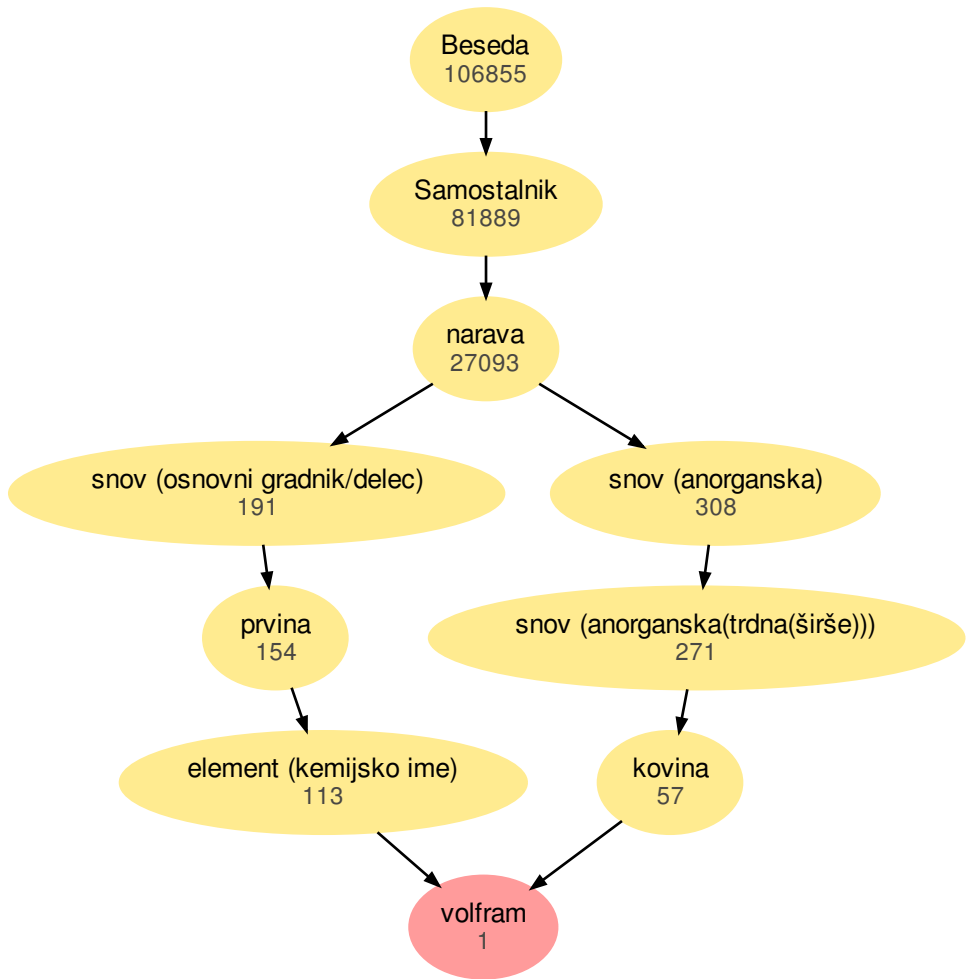 Beseda
106855
Samostalnik
81889
narava
27093
snov (osnovni gradnik/delec)
191
snov (anorganska)
308
prvina
154
snov (anorganska(trdna(širše)))
271
element (kemijsko ime)
113
kovina
57
volfram
1